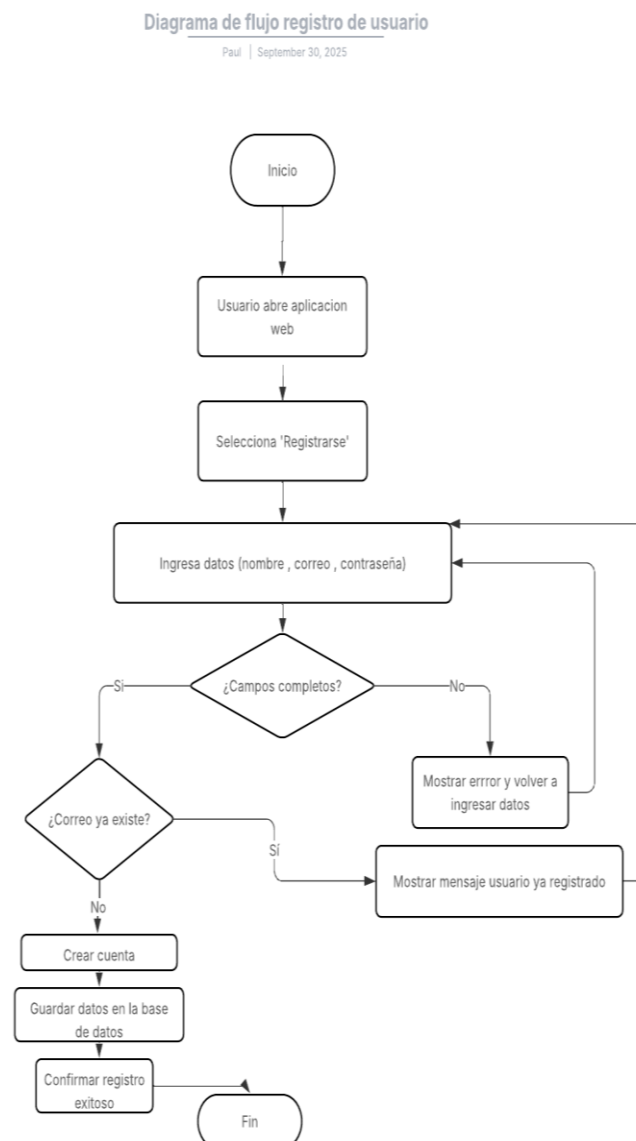 Diagrama de flujo registro de usuario
Paul | September 30, 2025
Inicio
Usuario abre aplicacion
web
Selecciona 'Registrarse'
Ingresa datos (nombre , correo , contraseña)
¿Campos completos?
Sí
No
Mostrar errror y volver a
ingresar datos
¿Correo ya existe?
Sí
Mostrar mensaje usuario ya registrado
No
Crear cuenta
Guardar datos en la base
de datos
Confirmar registro
exitoso
Fin